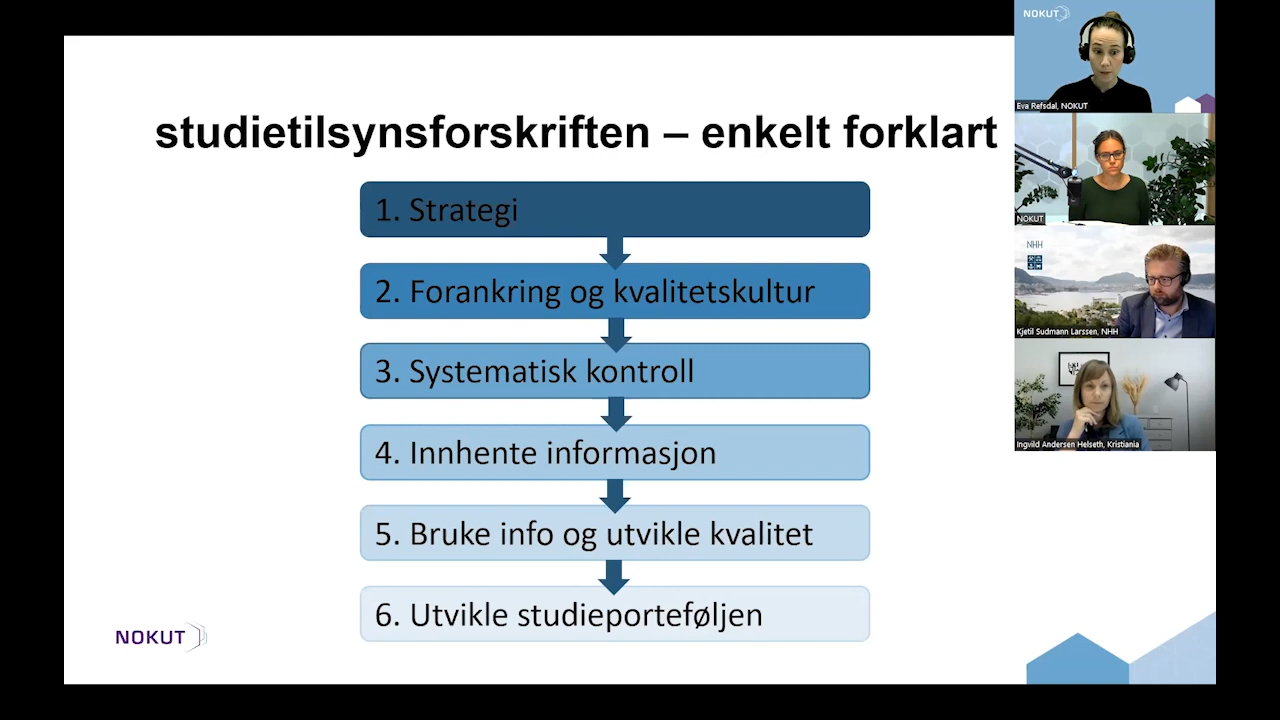 studietilsynsforskriften – enkelt forklart
1. Strategi
2. Forankring og kvalitetskultur
3. Systematisk kontroll
4. Innhente informasjon
5. Bruke info og utvikle kvalitet
6. Utvikle studieporteføljen
NOKUT
NOKUT
Eva Refsdal, NOKUT
NOKUT
NHH
Kjetil Sudmann Larssen, NHH
Ingvild Andersen Helseth, Kristiania